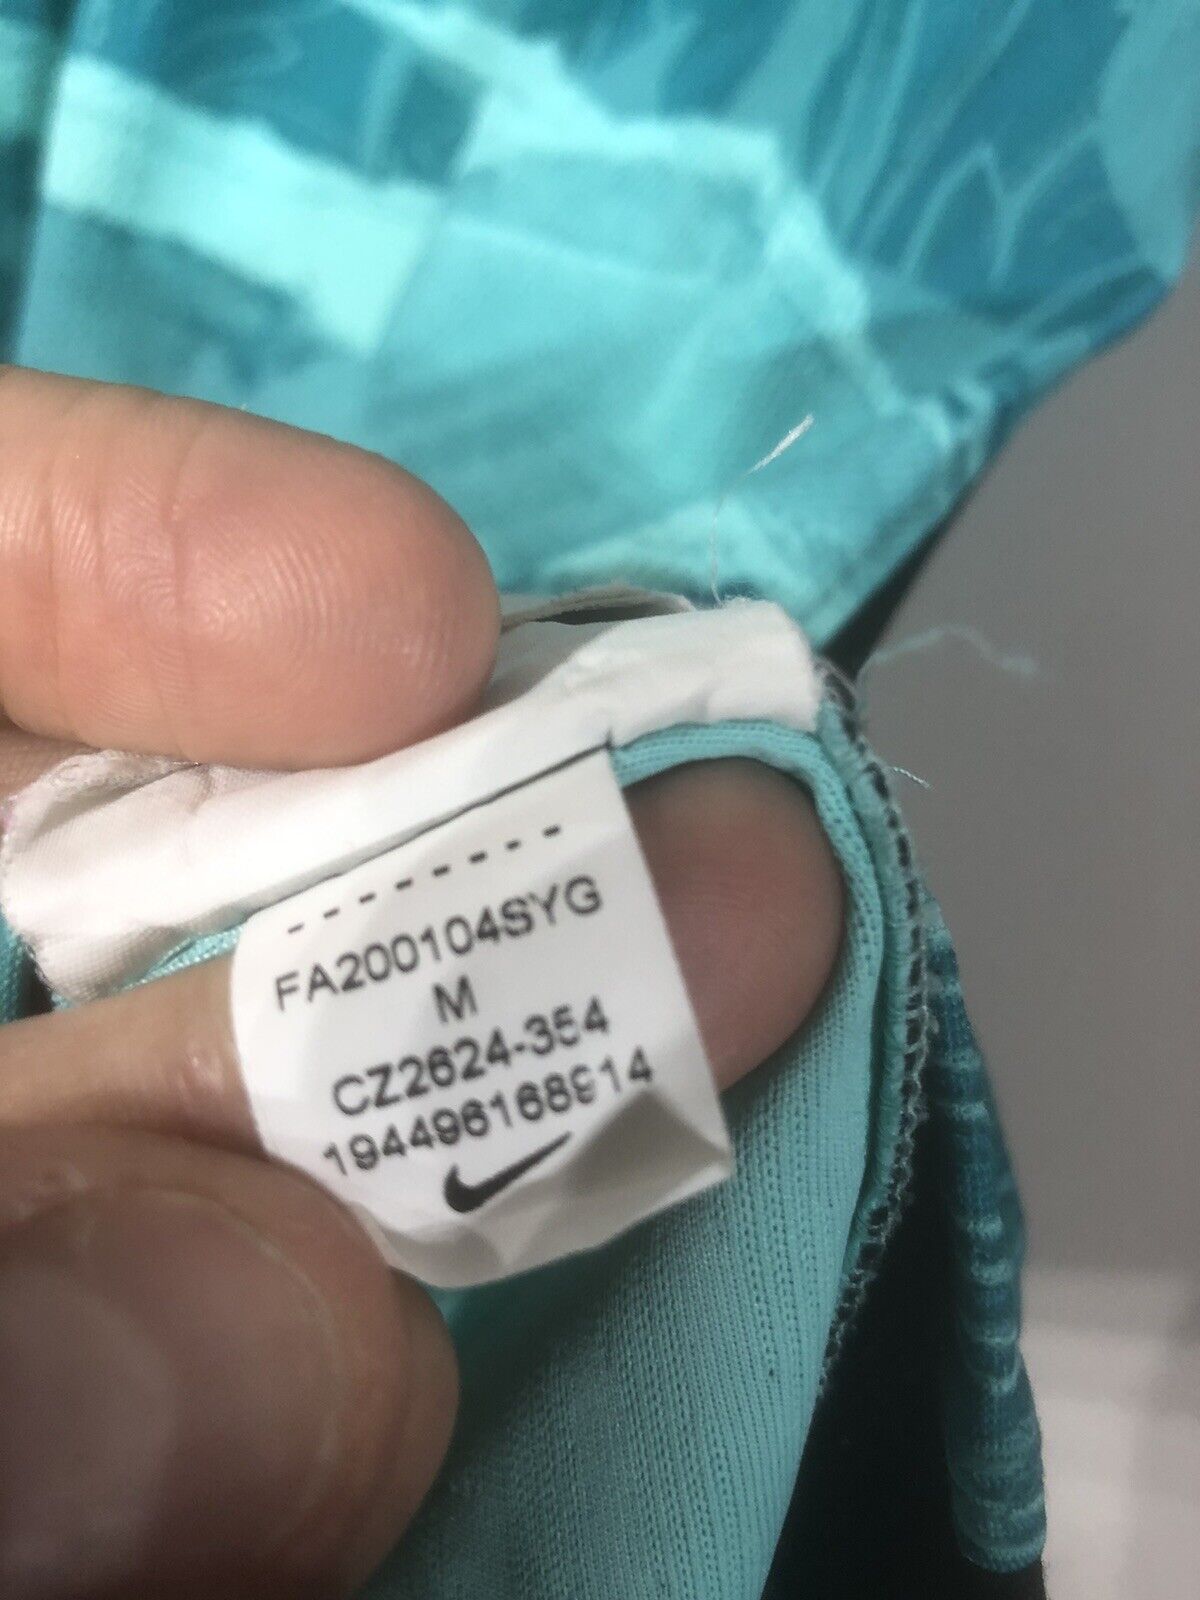 --------
FA200104SYG
M
CZ2624-354
194496168914